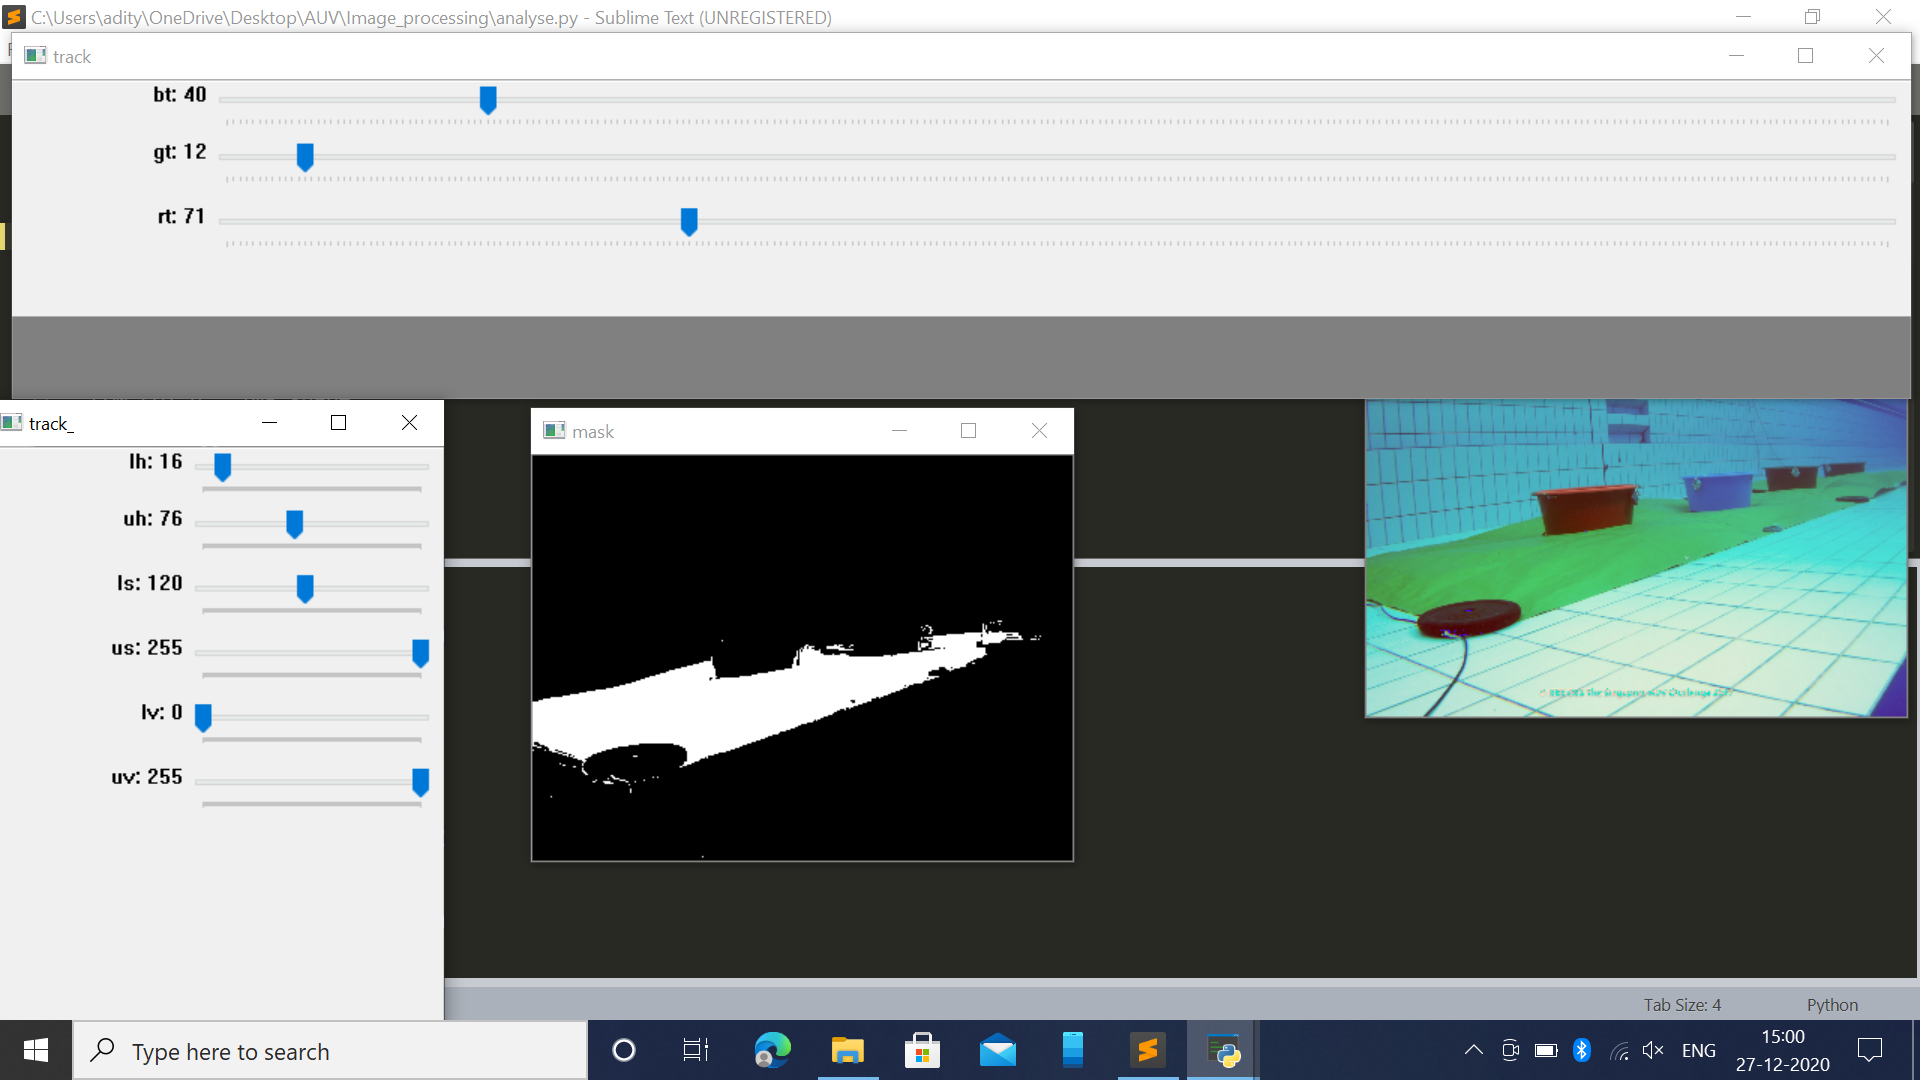 C:\Users\adity\OneDrive\Desktop\AUV\Image_processing\analyse.py - Sublime Text (UNREGISTERED)
track
bt: 40
gt: 12
rt: 71
track_
lh: 16
uh: 76
ls: 120
us: 255
lv: 0
uv: 255
mask
Tab Size: 4
Python
Type here to search
ENG
15:00
27-12-2020